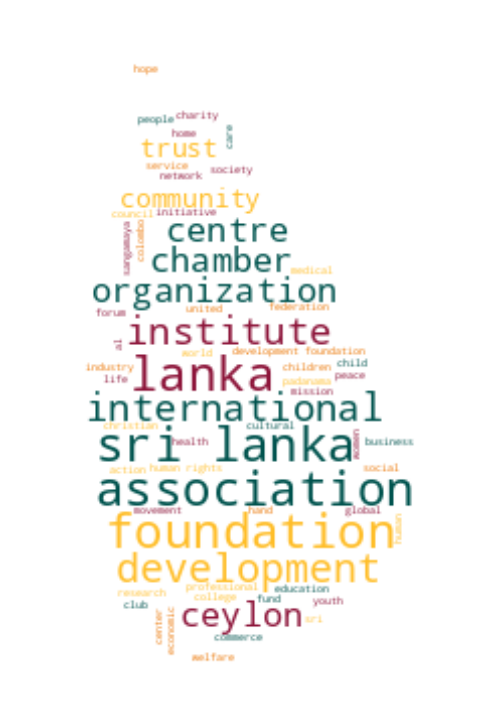 hope
people charity
care
home
trust
service
society
network
community
council initiative
sangamaya
colombo
centre
chamber
medical
organization
forum
united
federation
al
institute
world
development foundation
industry
lanka
children
child
life
padanama
peace
mission
international
christian
cultural
sri lanka
health
women
business
action
human rights
social
association
movement
hand
global
foundation
human
development
research
professional
education
college
fund
youth
club
center
economic
ceylon
sri
commerce
welfare